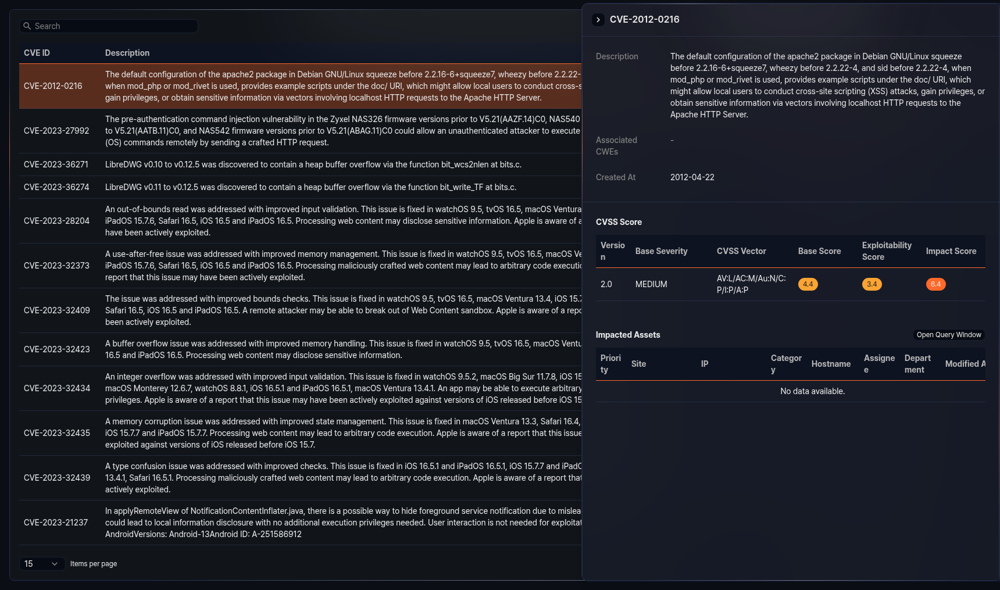 Search
CVE ID Description
CVE-2012-0216
The default configuration of the apache2 package in Debian GNU/Linux squeeze before 2.2.16-6+squeeze7, wheezy before 2.2.22-
when mod_php or mod_rivet is used, provides example scripts under the doc/ URI, which might allow local users to conduct cross-s
gain privileges, or obtain sensitive information via vectors involving localhost HTTP requests to the Apache HTTP Server.
CVE-2023-27992
The pre-authentication command injection vulnerability in the Zyxel NAS326 firmware versions prior to V5.21(AAZF.14)C0, NAS540
to V5.21(AATB.11)C0, and NAS542 firmware versions prior to V5.21(ABAG.11)C0 could allow an unauthenticated attacker to execute
(OS) commands remotely by sending a crafted HTTP request.
CVE-2023-36271 LibreDWG v0.10 to v0.12.5 was discovered to contain a heap buffer overflow via the function bit_wcs2nlen at bits.c.
CVE-2023-36274 LibreDWG v0.11 to v0.12.5 was discovered to contain a heap buffer overflow via the function bit_write_TF at bits.c.
CVE-2023-28204
An out-of-bounds read was addressed with improved input validation. This issue is fixed in watchOS 9.5, tvOS 16.5, macOS Ventura
iPadOS 15.7.6, Safari 16.5, iOS 16.5 and iPadOS 16.5. Processing web content may disclose sensitive information. Apple is aware of a
have been actively exploited.
CVE-2023-32373
A use-after-free issue was addressed with improved memory management. This issue is fixed in watchOS 9.5, tvOS 16.5, macOS Ve
iPadOS 15.7.6, Safari 16.5, iOS 16.5 and iPadOS 16.5. Processing maliciously crafted web content may lead to arbitrary code executio
report that this issue may have been actively exploited.
CVE-2023-32409
The issue was addressed with improved bounds checks. This issue is fixed in watchOS 9.5, tvOS 16.5, macOS Ventura 13.4, iOS 15.7
Safari 16.5, iOS 16.5 and iPadOS 16.5. A remote attacker may be able to break out of Web Content sandbox. Apple is aware of a repo
been actively exploited.
CVE-2023-32423
A buffer overflow issue was addressed with improved memory handling. This issue is fixed in watchOS 9.5, tvOS 16.5, macOS Ventu
16.5 and iPadOS 16.5. Processing web content may disclose sensitive information.
CVE-2023-32434
An integer overflow was addressed with improved input validation. This issue is fixed in watchOS 9.5.2, macOS Big Sur 11.7.8, iOS 15
macOS Monterey 12.6.7, watchOS 8.8.1, iOS 16.5.1 and iPadOS 16.5.1, macOS Ventura 13.4.1. An app may be able to execute arbitrary
privileges. Apple is aware of a report that this issue may have been actively exploited against versions of iOS released before iOS 15
CVE-2023-32435
A memory corruption issue was addressed with improved state management. This issue is fixed in macOS Ventura 13.3, Safari 16.4,
iOS 15.7.7 and iPadOS 15.7.7. Processing web content may lead to arbitrary code execution. Apple is aware of a report that this issue
exploited against versions of iOS released before iOS 15.7.
CVE-2023-32439
A type confusion issue was addressed with improved checks. This issue is fixed in iOS 16.5.1 and iPadOS 16.5.1, iOS 15.7.7 and iPadO
13.4.1, Safari 16.5.1. Processing maliciously crafted web content may lead to arbitrary code execution. Apple is aware of a report that
actively exploited.
CVE-2023-21237
In applyRemoteView of NotificationContentInflater.java, there is a possible way to hide foreground service notification due to mislea
could lead to local information disclosure with no additional execution privileges needed. User interaction is not needed for exploitat
AndroidVersions: Android-13Android ID: A-251586912
15 Items per page
CVE-2012-0216
Description
The default configuration of the apache2 package in Debian GNU/Linux squeeze
before 2.2.16-6+squeeze7, wheezy before 2.2.22-4, and sid before 2.2.22-4, when
mod_php or mod_rivet is used, provides example scripts under the doc/ URI, which
might allow local users to conduct cross-site scripting (XSS) attacks, gain privileges, or
obtain sensitive information via vectors involving localhost HTTP requests to the
Apache HTTP Server.
Associated -
CWEs
Created At 2012-04-22
CVSS Score
Versio
n
Base Severity
CVSS Vector
Base Score
Exploitability
Score
Impact Score
2.0
MEDIUM
AV:L/AC:M/Au:N/C:
P/I:P/A:P
4.4
3.4
6.4
Impacted Assets Open Query Window
Priori
ty
Site
IP
Categor
y
Hostname
Assigne
e
Depart
ment
Modified A
No data available.